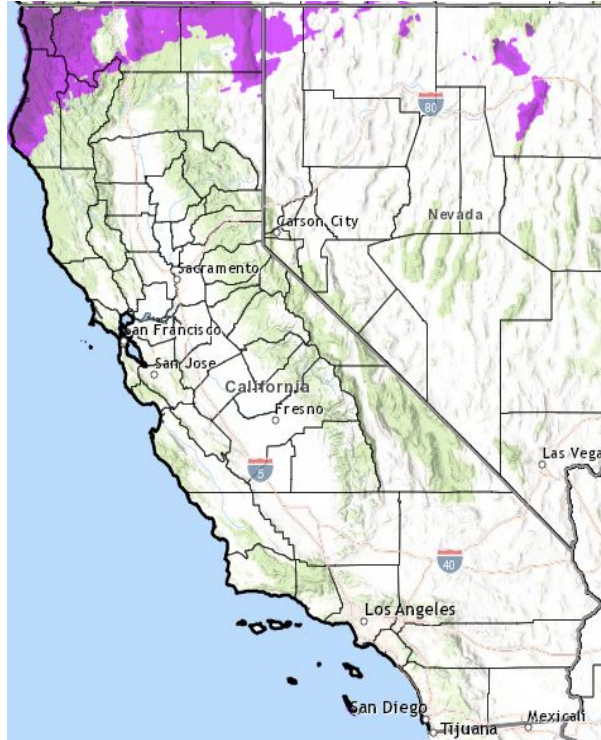 80
Carson City
Nevada
Sacramento
San Francisco
San Jose
California
Fresno
Las Vega
5
40
Los Angeles
San Diego
Tijuana
Mexicali